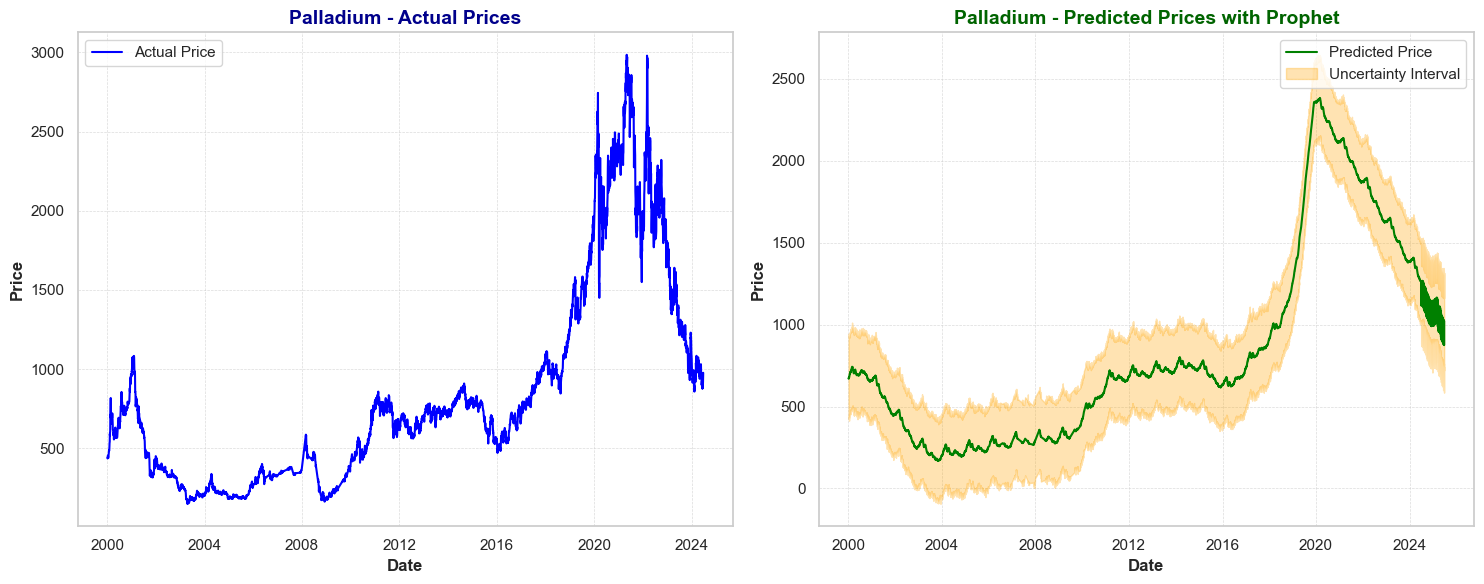 Palladium - Actual Prices
Actual Price
3000
2500
2000
1500
1000
500
Price
2000
2004
2008
2012
2016
2020
2024
Date
Palladium - Predicted Prices with Prophet
Predicted Price
Uncertainty Interval
2500
2000
1500
1000
500
0
Price
2000
2004
2008
2012
2016
2020
2024
Date